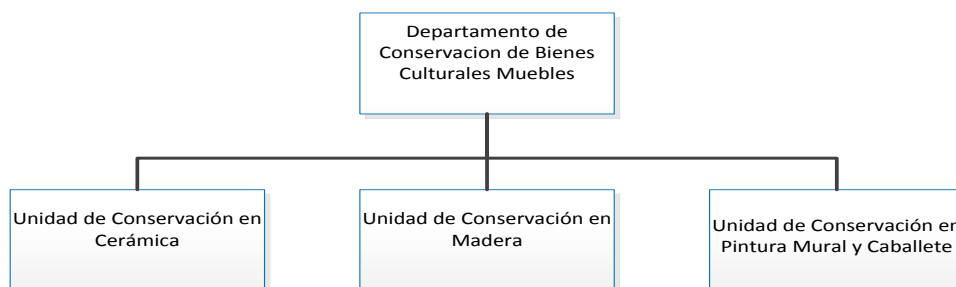 Departamento de
Conservacion de Bienes
Culturales Muebles
Unidad de Conservación en
Cerámica
Unidad de Conservación en
Madera
Unidad de Conservación en
Pintura Mural y Caballete